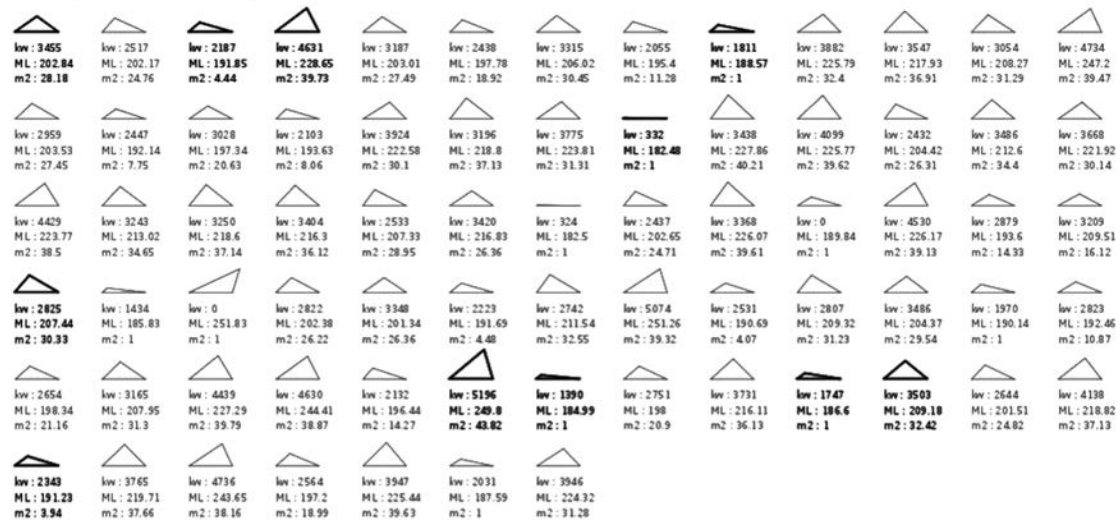 kw : 3455 kw : 2517 kw : 2187 kw : 4631 kw : 3187 kw : 2438 kw : 3315 kw : 2055 kw : 1811 kw : 3882 kw : 3547 kw : 3054 kw : 4734
ML : 202.84 ML : 202.17 ML : 191.85 ML : 228.65 ML : 203.01 ML : 197.78 ML : 206.02 ML : 195.4 ML : 188.57 ML : 225.79 ML : 217.93 ML : 208.27 ML : 247.2
m2 : 28.18 m2 : 24.76 m2 : 4.44 m2 : 39.73 m2 : 27.49 m2 : 18.92 m2 : 30.45 m2 : 11.28 m2 : 1 m2 : 32.4 m2 : 36.91 m2 : 31.29 m2 : 39.47
kw : 2959 kw : 2447 kw : 3028 kw : 2103 kw : 3924 kw : 3196 kw : 3775 kw : 332 kw : 3438 kw : 4099 kw : 2432 kw : 3486 kw : 3668
ML : 203.53 ML : 192.14 ML : 197.34 ML : 193.63 ML : 222.58 ML : 218.8 ML : 223.81 ML : 182.48 ML : 227.86 ML : 225.77 ML : 204.42 ML : 212.6 ML : 221.92
m2 : 27.45 m2 : 7.75 m2 : 20.63 m2 : 8.06 m2 : 30.1 m2 : 37.13 m2 : 31.31 m2 : 1 m2 : 40.21 m2 : 39.62 m2 : 26.31 m2 : 34.4 m2 : 30.14
kw : 4429 kw : 3243 kw : 3250 kw : 3404 kw : 2533 kw : 3420 kw : 324 kw : 2437 kw : 3368 kw : 0 kw : 4530 kw : 2879 kw : 3209
ML : 223.77 ML : 213.02 ML : 218.6 ML : 216.3 ML : 207.33 ML : 216.83 ML : 182.5 ML : 202.65 ML : 226.07 ML : 189.84 ML : 226.17 ML : 193.6 ML : 209.51
m2 : 38.5 m2 : 34.65 m2 : 37.14 m2 : 36.12 m2 : 28.95 m2 : 26.36 m2 : 1 m2 : 24.71 m2 : 39.61 m2 : 1 m2 : 39.13 m2 : 14.33 m2 : 16.12
kw : 2825 kw : 1434 kw : 0 kw : 2822 kw : 3348 kw : 2223 kw : 2742 kw : 5074 kw : 2531 kw : 2807 kw : 3486 kw : 1970 kw : 2823
ML : 207.44 ML : 185.83 ML : 251.83 ML : 202.38 ML : 201.34 ML : 191.69 ML : 211.54 ML : 251.26 ML : 190.69 ML : 209.32 ML : 204.37 ML : 190.14 ML : 192.46
m2 : 30.33 m2 : 1 m2 : 1 m2 : 26.22 m2 : 26.36 m2 : 4.48 m2 : 32.55 m2 : 39.32 m2 : 4.07 m2 : 31.23 m2 : 29.54 m2 : 1 m2 : 10.87
kw : 2654 kw : 3165 kw : 4439 kw : 4630 kw : 2132 kw : 5196 kw : 1390 kw : 2751 kw : 3731 kw : 1747 kw : 3503 kw : 2644 kw : 4138
ML : 198.34 ML : 207.95 ML : 227.29 ML : 244.41 ML : 196.44 ML : 249.8 ML : 184.99 ML : 198 ML : 216.11 ML : 186.6 ML : 209.18 ML : 201.51 ML : 218.82
m2 : 21.16 m2 : 31.3 m2 : 39.79 m2 : 38.87 m2 : 14.27 m2 : 43.82 m2 : 1 m2 : 20.9 m2 : 36.13 m2 : 1 m2 : 32.42 m2 : 24.82 m2 : 37.13
kw : 2343 kw : 3765 kw : 4736 kw : 2564 kw : 3947 kw : 2031 kw : 3946
ML : 191.23 ML : 219.71 ML : 243.65 ML : 197.2 ML : 225.44 ML : 187.59 ML : 224.32
m2 : 3.94 m2 : 37.66 m2 : 38.16 m2 : 18.99 m2 : 39.63 m2 : 1 m2 : 31.28